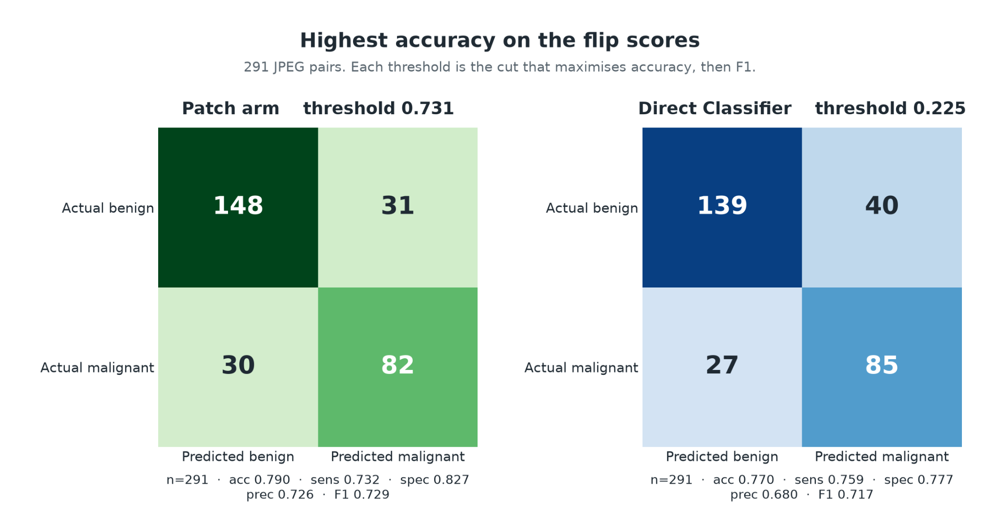 Highest accuracy on the flip scores
291 JPEG pairs. Each threshold is the cut that maximises accuracy, then F1.
Patch arm threshold 0.731
148
31
30
82
Actual benign
Actual malignant
Predicted benign Predicted malignant
n=291 · acc 0.790 · sens 0.732 · spec 0.827
prec 0.726 · F1 0.729
Direct Classifier threshold 0.225
139
40
27
85
Actual benign
Actual malignant
Predicted benign Predicted malignant
n=291 · acc 0.770 · sens 0.759 · spec 0.777
prec 0.680 · F1 0.717